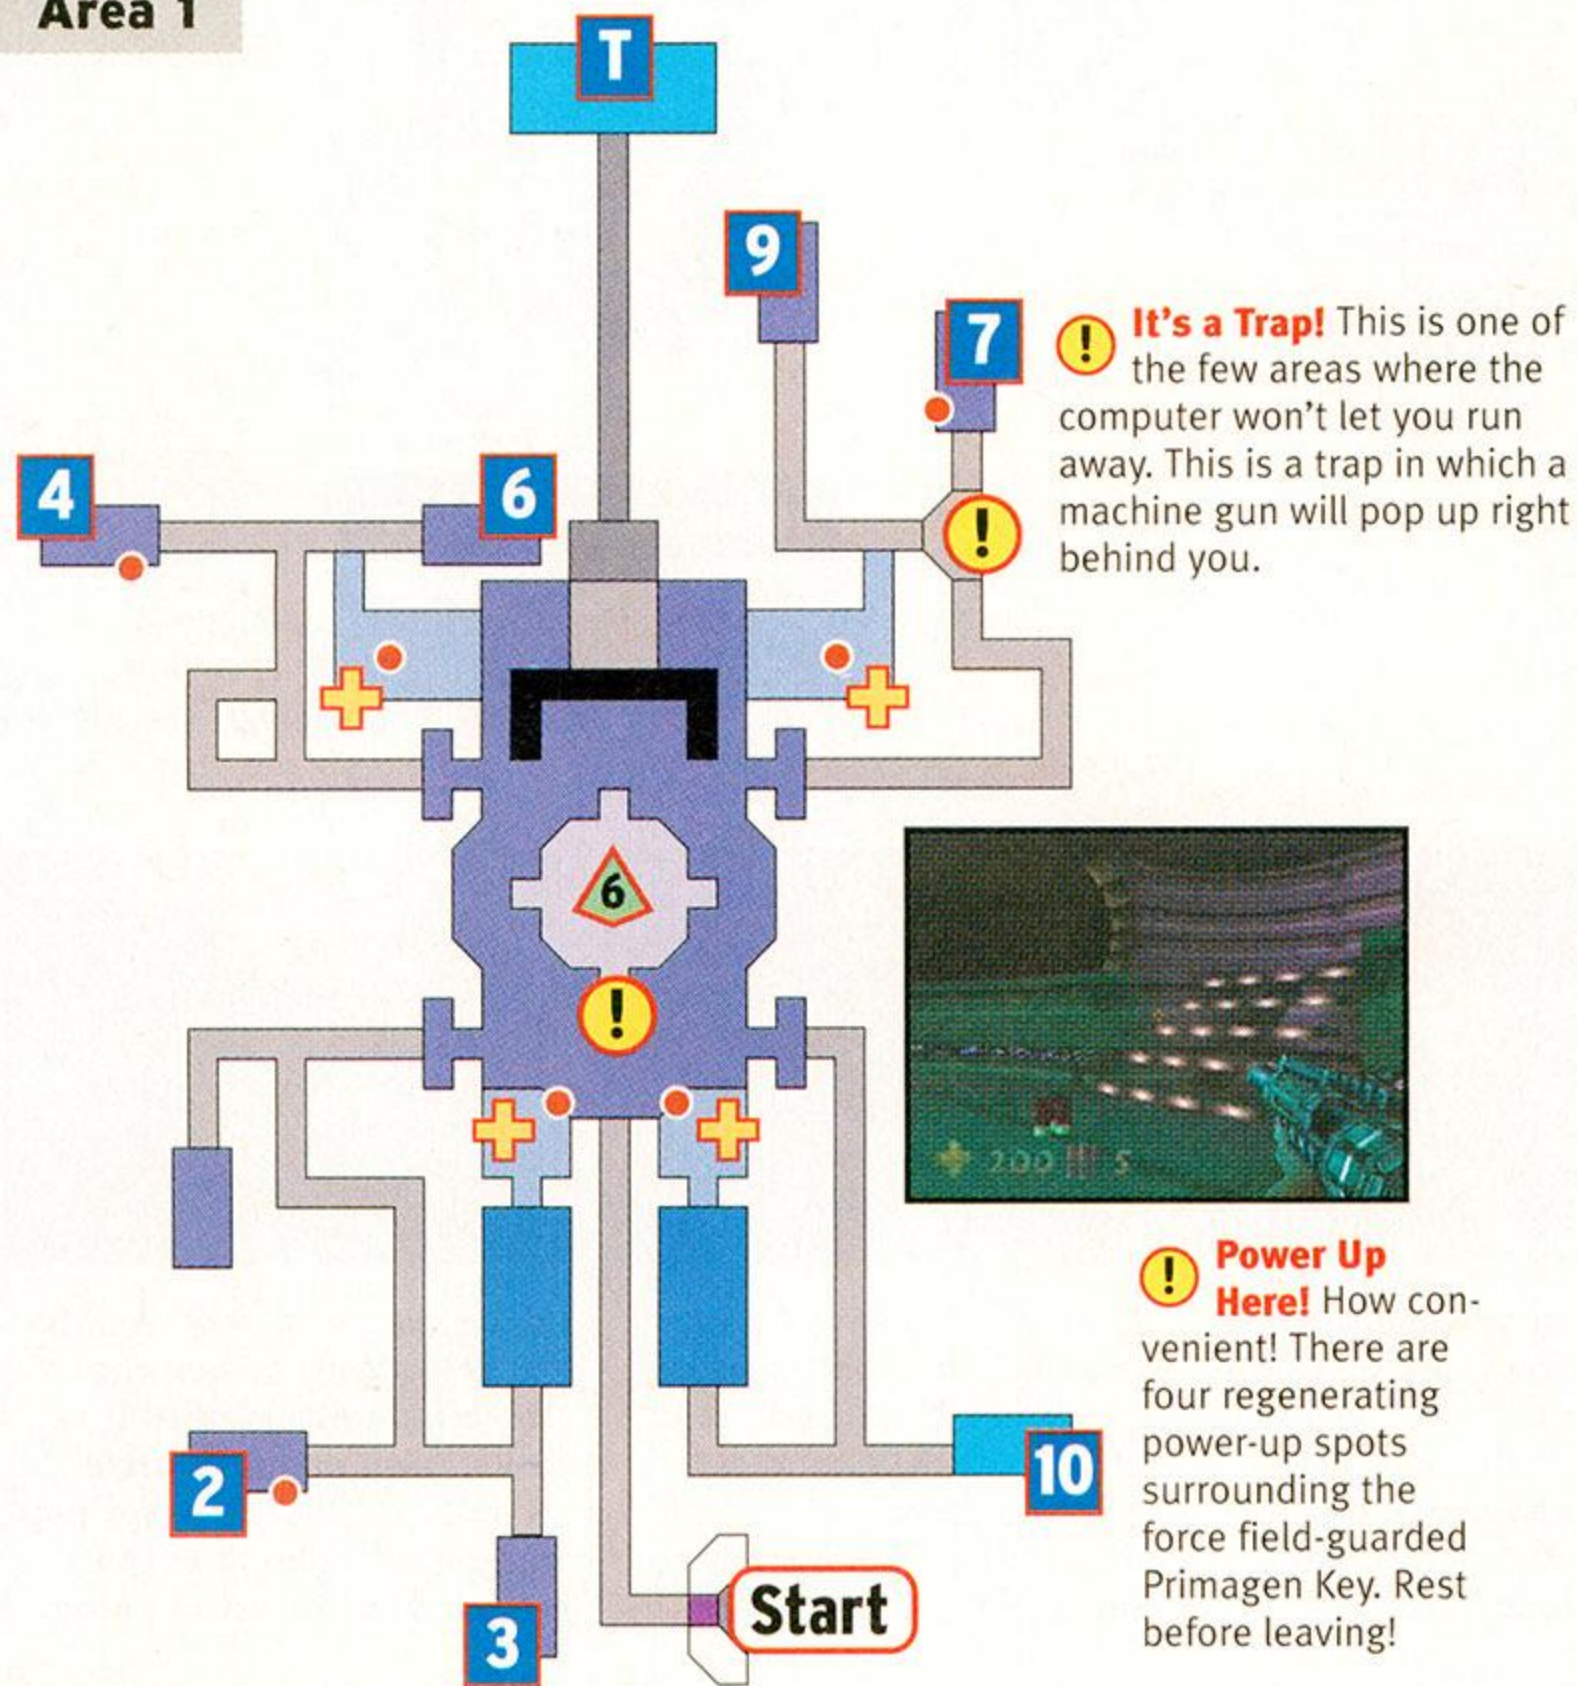 Area 1
T
9
7
! It's a Trap! This is one of
the few areas where the
computer won't let you run
away. This is a trap in which a
machine gun will pop up right
behind you.
4
6
!
6
!
200 5
! Power Up
Here! How con-
venient! There are
four regenerating
power-up spots
surrounding the
force field-guarded
Primagen Key. Rest
before leaving!
2
10
3
Start